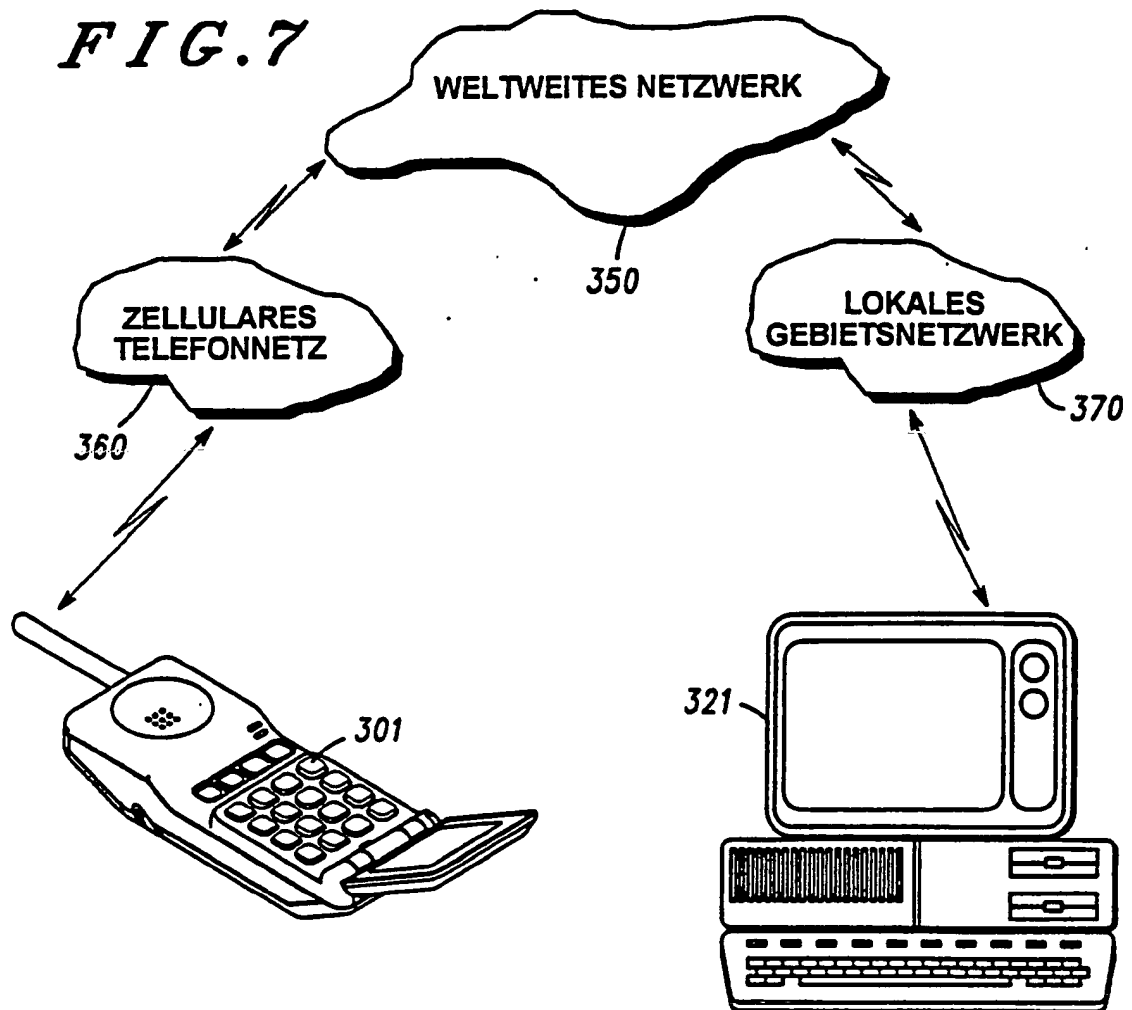 FIG.7
WELTWEITES NETZWERK
350
ZELLULARES
TELEFONNETZ
LOKALES
GEBIETSNETZWERK
360
370
301
321